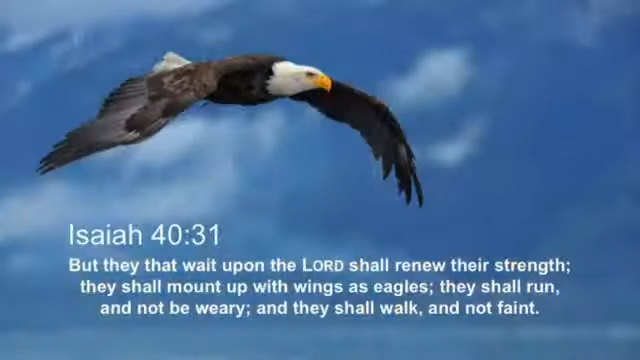 Isaiah 40:31
But they that wait upon the LORD shall renew their strength;
they shall mount up with wings as eagles; they shall run,
and not be weary; and they shall walk, and not faint.